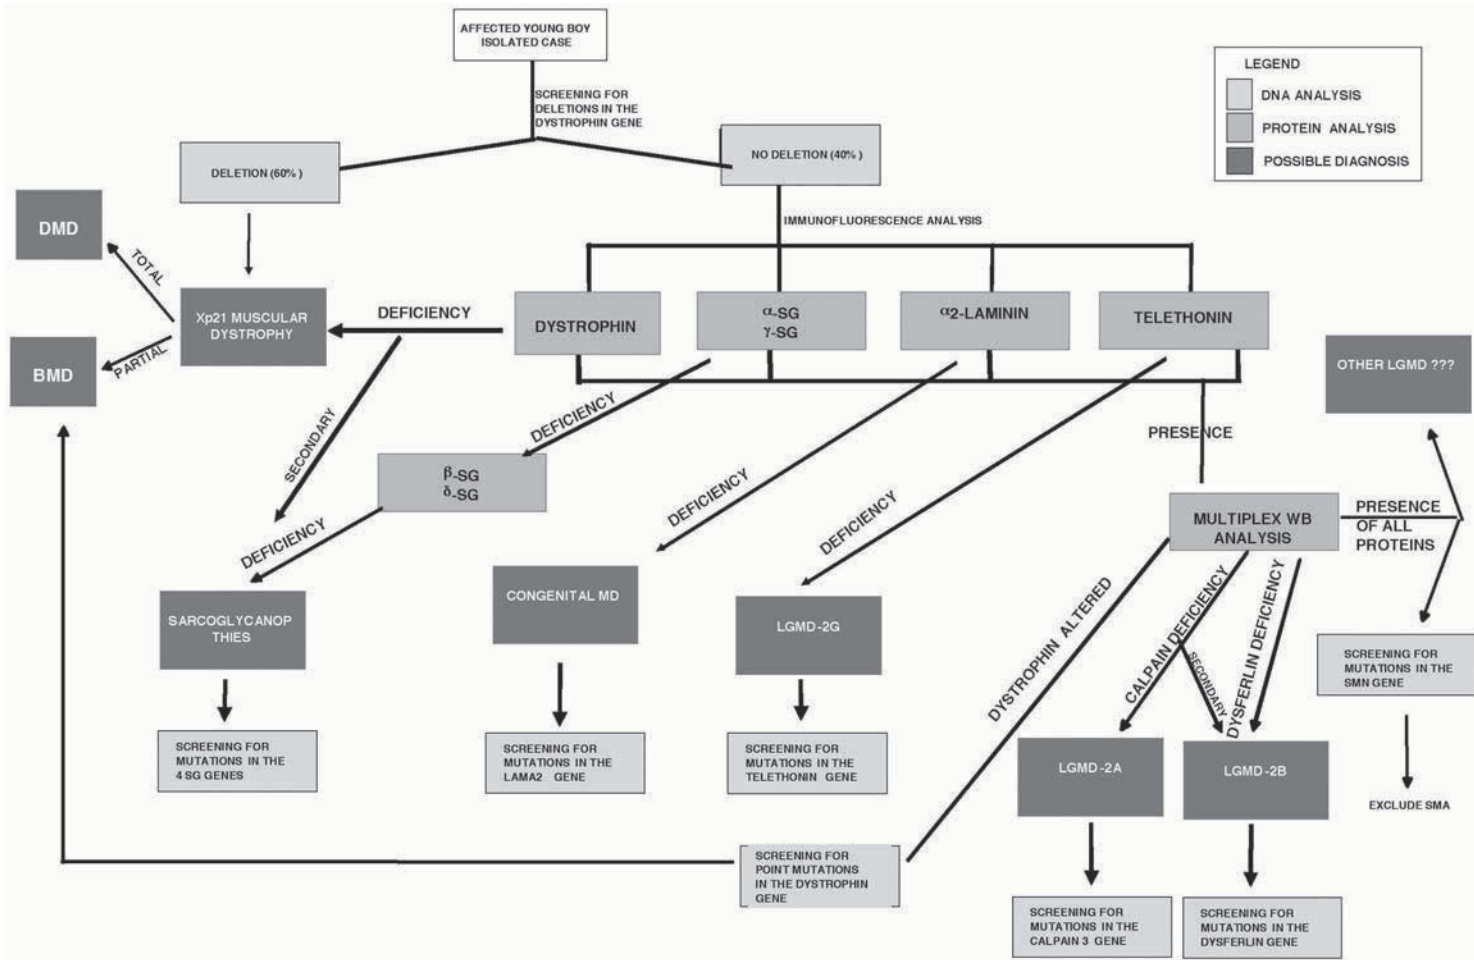 AFFECTED YOUNG BOY
ISOLATED CASE
LEGEND
DNA ANALYSIS
PROTEIN ANALYSIS
POSSIBLE DIAGNOSIS
SCREENING FOR
DELETIONS IN THE
DYSTROPHIN GENE
DELETION (60% )
NO DELETION (40% )
IMMUNOFLUORESCENCE ANALYSIS
DMD
TOTAL
Xp21 MUSCULAR
DYSTROPHY
DEFICIENCY
DYSTROPHIN
α-SG
γ-SG
α2-LAMININ
TELETHONIN
BMD
PARTIAL
OTHER LGMD ???
SECONDARY
DEFICIENCY
PRESENCE
β-SG
δ-SG
DEFICIENCY
DEFICIENCY
DEFICIENCY
MULTIPLEX WB
ANALYSIS
PRESENCE
OF ALL
PROTEINS
SARCOGLYCANOP
THIES
CONGENITAL MD
LGMD-2G
DYSTROPHIN ALTERED
CALPAIN DEFICIENCY
SECONDARY
DYSFERLIN DEFICIENCY
SCREENING FOR
MUTATIONS IN THE
SMN GENE
SCREENING FOR
MUTATIONS IN THE
4 SG GENES
SCREENING FOR
MUTATIONS IN THE
LAMA2 GENE
SCREENING FOR
MUTATIONS IN THE
TELETHONIN GENE
LGMD-2A
LGMD-2B
EXCLUDE SMA
SCREENING FOR
POINT MUTATIONS
IN THE DYSTROPHIN
GENE
SCREENING FOR
MUTATIONS IN THE
CALPAIN 3 GENE
SCREENING FOR
MUTATIONS IN THE
DYSFERLIN GENE